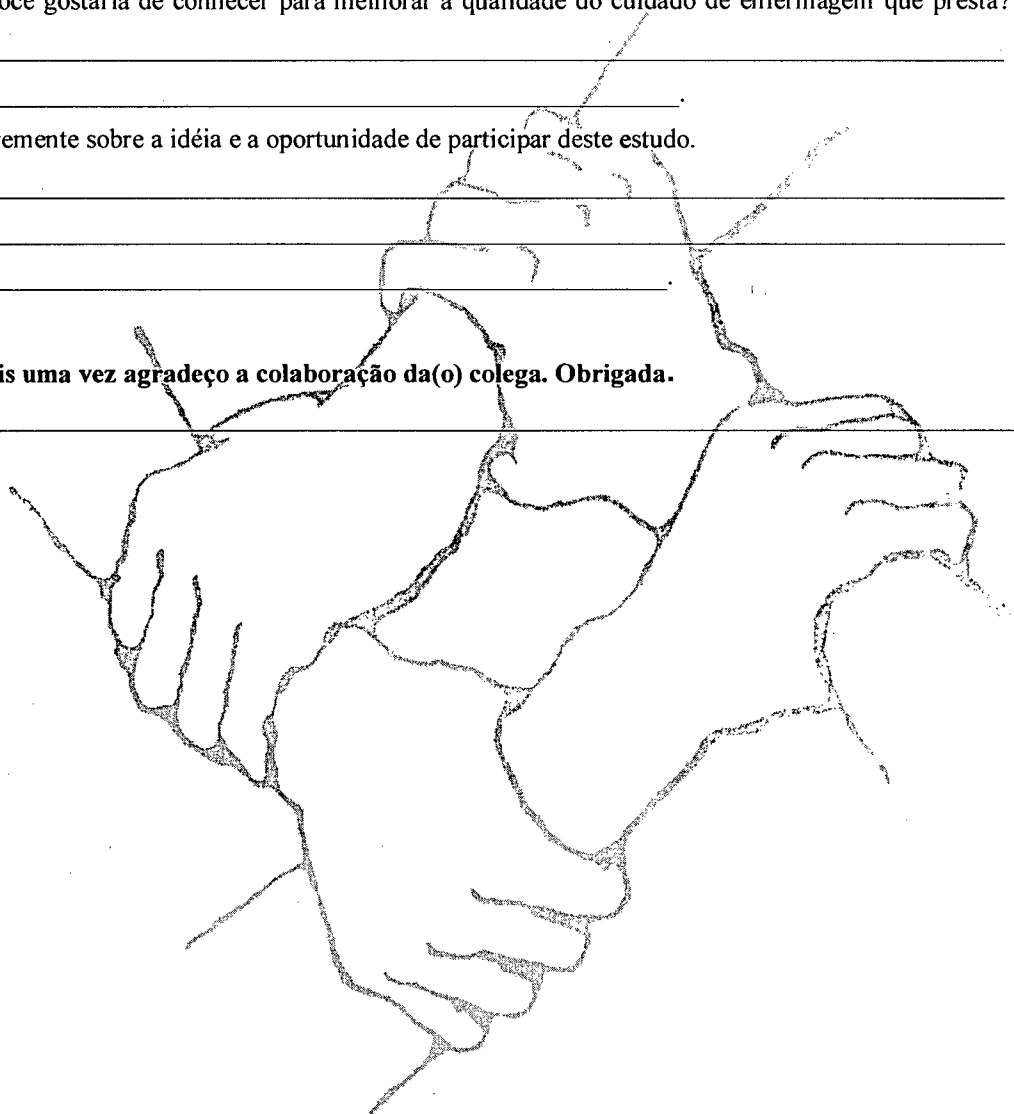 ocê gostaria de conhecer para melhorar a qualidade do cuidado de enfermagem que presta?
.
emente sobre a idéia e a oportunidade de participar deste estudo.
.
is uma vez agradeço a colaboração da(o) colega. Obrigada.